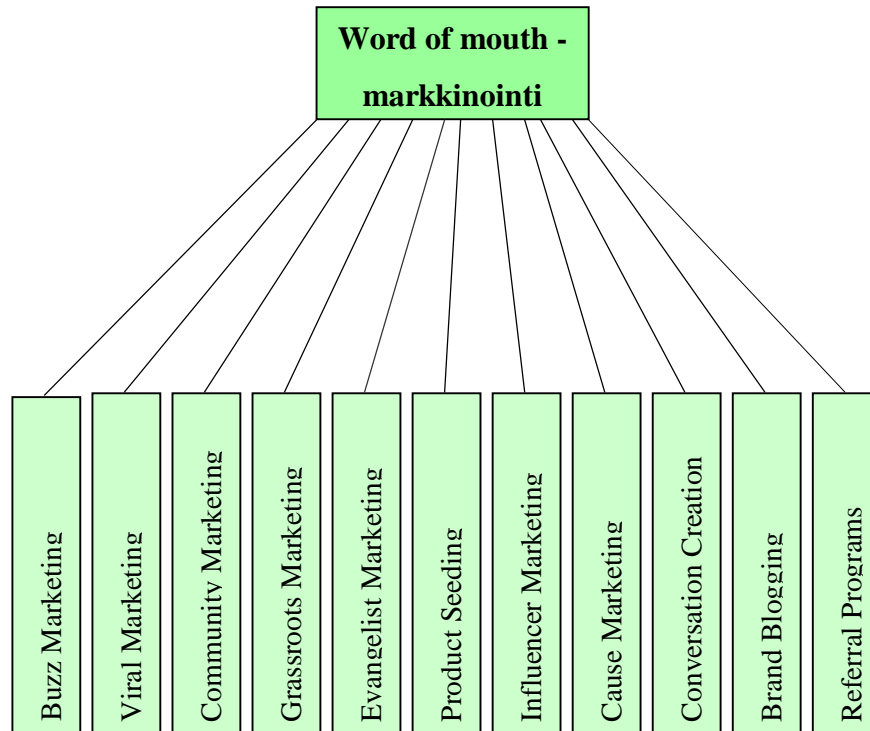 Word of mouth -
markkinointi
Buzz Marketing
Viral Marketing
Community Marketing
Grassroots Marketing
Evangelist Marketing
Product Seeding
Influencer Marketing
Cause Marketing
Conversation Creation
Brand Blogging
Referral Programs